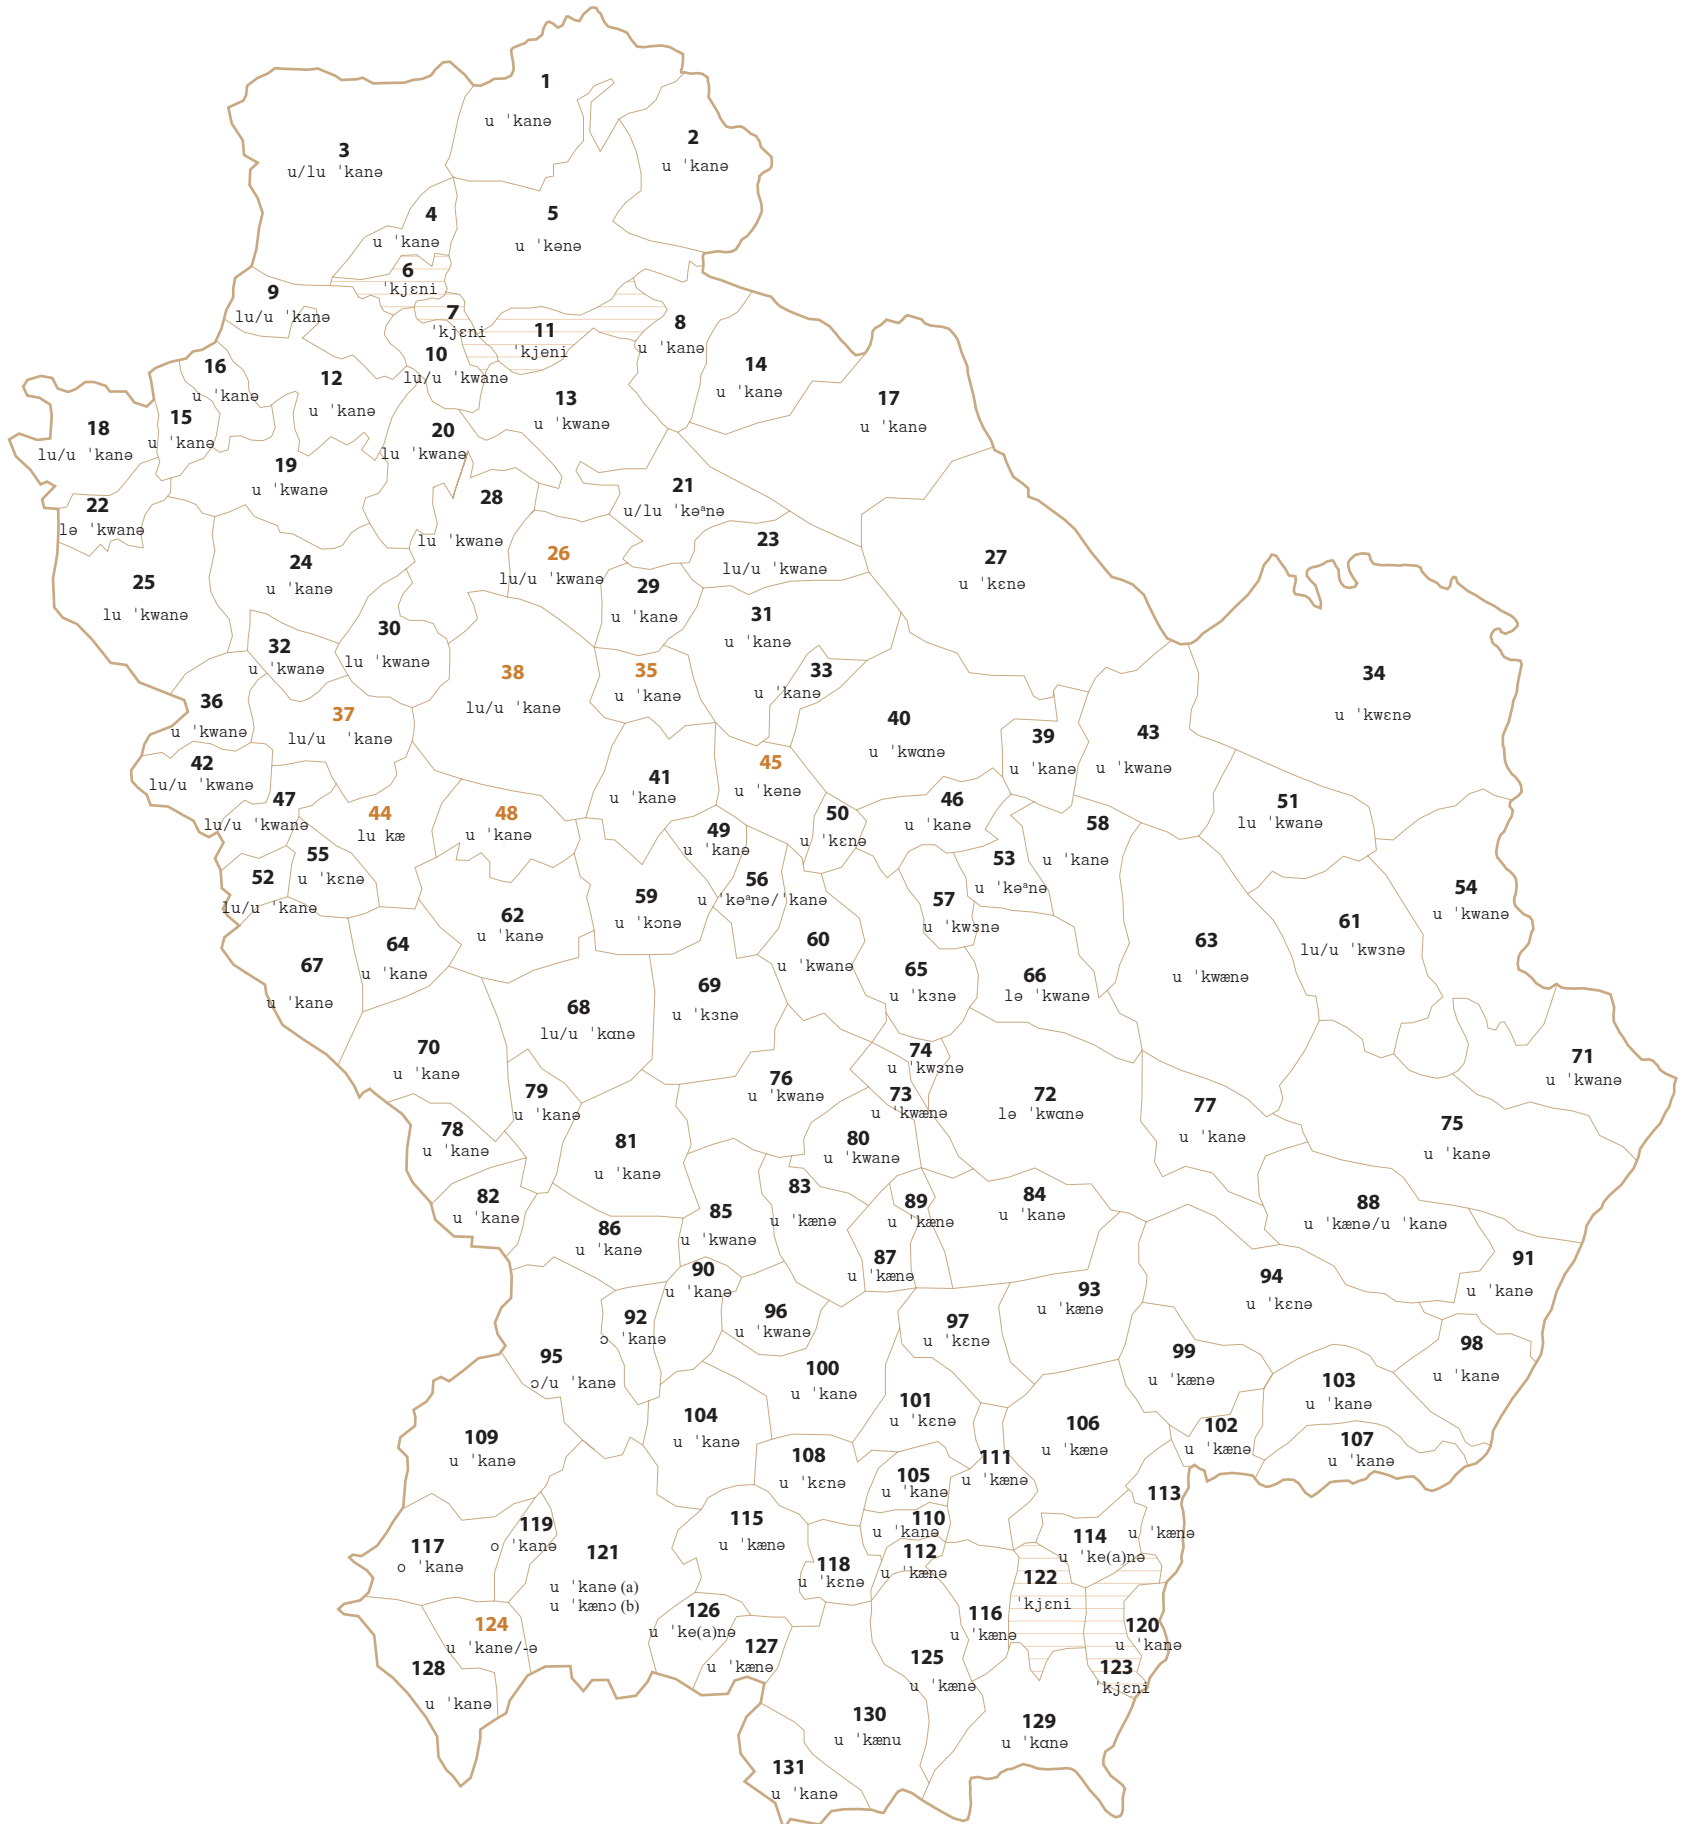 1
u ˈkanə
2
u ˈkanə
3
u/lu ˈkanə
4
u ˈkanə
5
u ˈkənə
6
ˈkjɛni
7
ˈkjɛni
8
u ˈkanə
9
lu/u ˈkanə
10
lu/u ˈkwanə
11
ˈkjɵni
12
u ˈkanə
13
u ˈkwanə
14
u ˈkanə
15
u ˈkanə
16
u ˈkanə
17
u ˈkanə
18
lu/u ˈkanə
19
u ˈkwanə
20
lu ˈkwanə
21
u/lu ˈkəᵃnə
22
lə ˈkwanə
23
lu/u ˈkwanə
24
u ˈkanə
25
lu ˈkwanə
26
lu/u ˈkwanə
27
u ˈkɛnə
28
lu ˈkwanə
29
u ˈkanə
30
lu ˈkwanə
31
u ˈkanə
32
u ˈkwanə
33
u ˈkanə
34
u ˈkwɛnə
35
u ˈkanə
36
u ˈkwanə
37
lu/u ˈkanə
38
lu/u ˈkanə
39
u ˈkanə
40
u ˈkwɑnə
41
u ˈkanə
42
lu/u ˈkwanə
43
u ˈkwanə
44
lu kæ
45
u ˈkənə
46
u ˈkanə
47
lu/u ˈkwanə
48
u ˈkanə
49
u ˈkanə
50
u ˈkɛnə
51
lu ˈkwanə
52
lu/u ˈkanə
53
u ˈkəᵃnə
54
u ˈkwanə
55
u ˈkɛnə
56
u ˈkəᵃnə/ˈkanə
57
u ˈkwɜnə
58
u ˈkanə
59
u ˈkɔnə
60
u ˈkwanə
61
lu/u ˈkwɜnə
62
u ˈkanə
63
u ˈkwænə
64
u ˈkanə
65
u ˈkɜnə
66
lə ˈkwanə
67
u ˈkanə
68
lu/u ˈkɑnə
69
u ˈkɜnə
70
u ˈkanə
71
u ˈkwanə
72
lə ˈkwɑnə
73
u ˈkwænə
74
u ˈkwɜnə
75
u ˈkanə
76
u ˈkwanə
77
u ˈkanə
78
u ˈkanə
79
u ˈkanə
80
u ˈkwanə
81
u ˈkanə
82
u ˈkanə
83
u ˈkænə
84
u ˈkanə
85
u ˈkwanə
86
u ˈkanə
87
u ˈkænə
88
u ˈkænə/u ˈkanə
89
u ˈkænə
90
u ˈkanə
91
u ˈkanə
92
ɔ ˈkanə
93
u ˈkænə
94
u ˈkɛnə
95
ɔ/u ˈkanə
96
u ˈkwanə
97
u ˈkɛnə
98
u ˈkanə
99
u ˈkænə
100
u ˈkanə
101
u ˈkɛnə
102
u ˈkænə
103
u ˈkanə
104
u ˈkanə
105
u ˈkanə
106
u ˈkænə
107
u ˈkanə
108
u ˈkɛnə
109
u ˈkanə
110
u ˈkanə
111
u ˈkænə
112
u ˈkænə
113
u ˈkænə
114
u ˈke(a)nə
115
u ˈkænə
116
u ˈkænə
117
o ˈkanə
118
u ˈkɛnə
119
o ˈkanə
120
u ˈkanə
121
u ˈkanə (a)
u ˈkænɔ (b)
122
ˈkjɛni
123
ˈkjɛni
124
u ˈkane/-ə
125
u ˈkænə
126
u ˈke(a)nə
127
u ˈkænə
128
u ˈkanə
129
u ˈkɑnə
130
u ˈkænu
131
u ˈkanə